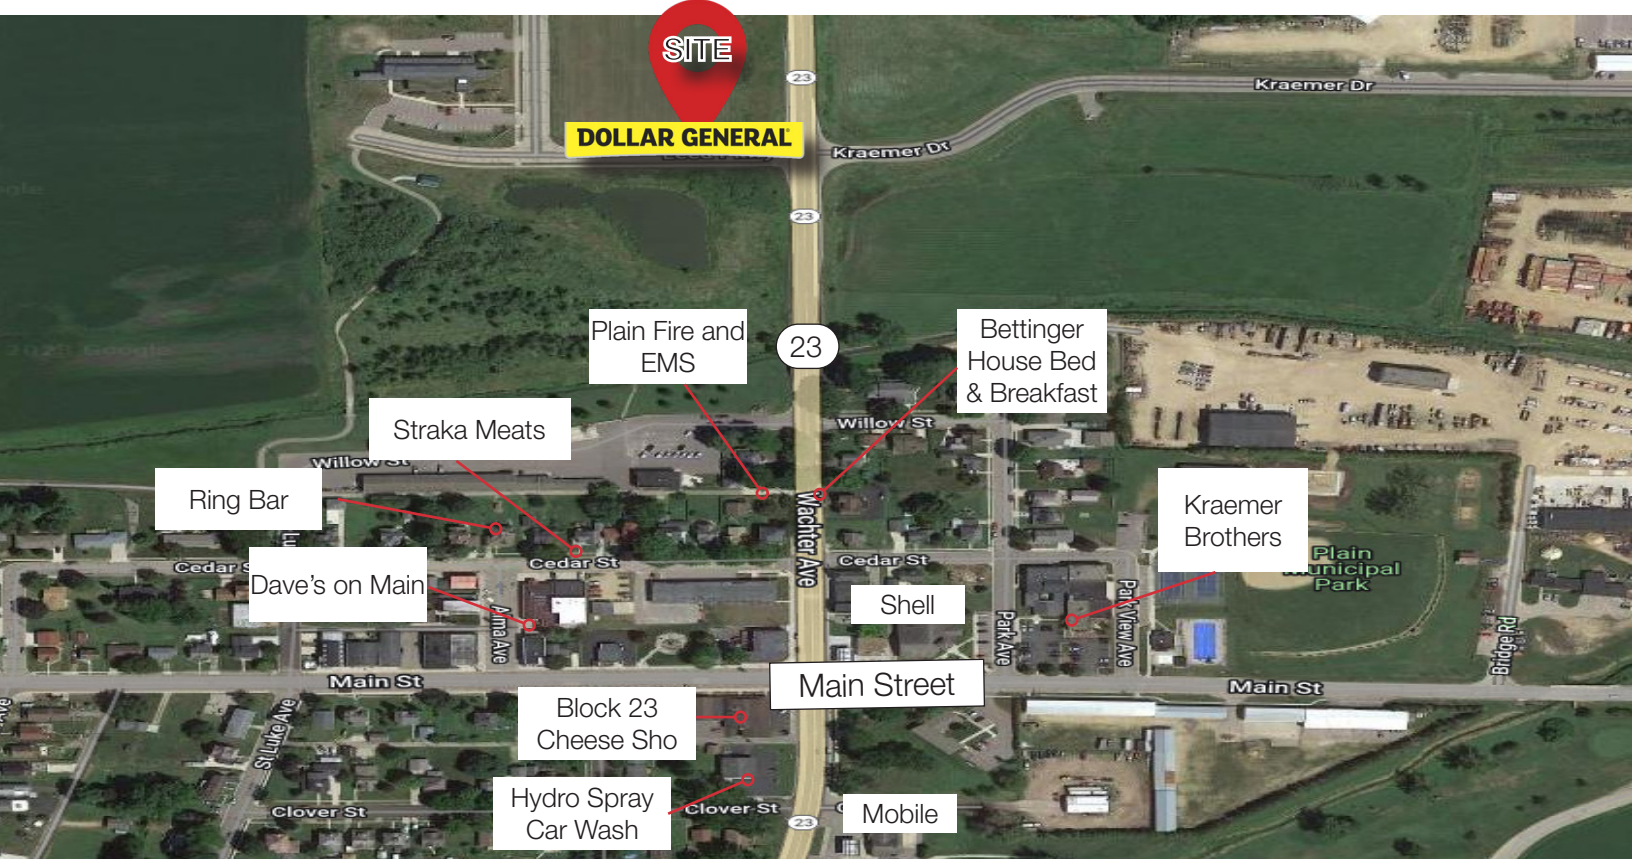 SITE
DOLLAR GENERAL
23
Kraemer Dr
Kraemer Dr
23
Plain Fire and
EMS
23
Bettinger
House Bed
& Breakfast
Straka Meats
Willow St
Willow St
Ring Bar
Wachter Ave
Kraemer
Brothers
Cedar St
Cedar St
Plain
Municipal
Park
Dave's on Main
Shell
Alma Ave
Park Ave
Park View Ave
Bridge Rd
Main St
Main Street
Main St
Block 23
Cheese Sho
St Luke Ave
Hydro Spray
Car Wash
Clover St
Clover St
23
Mobile